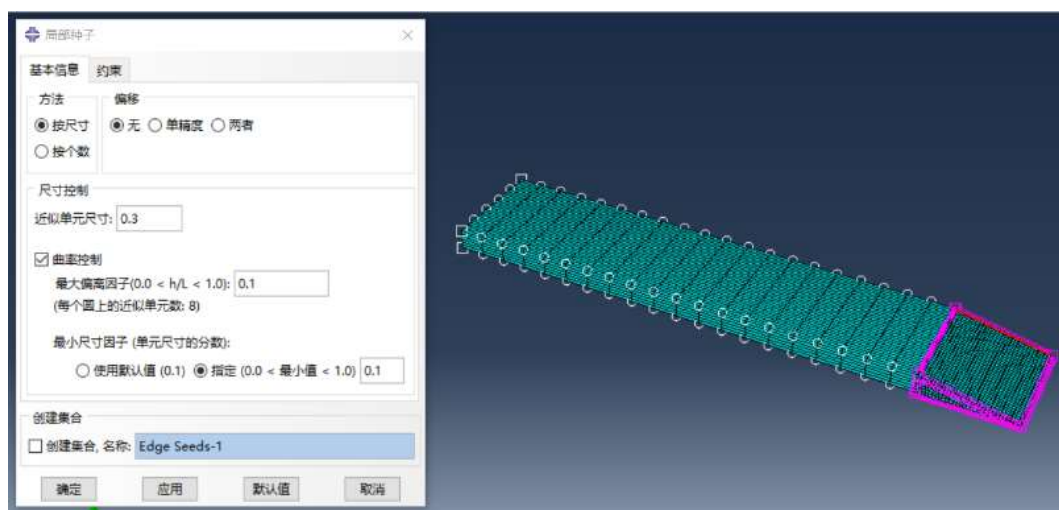 局部种子
基本信息 约束
方法 偏移
按尺寸 无 单精度 两者
按个数
尺寸控制
近似单元尺寸: 0.3
曲率控制
最大偏离因子(0.0 < h/L < 1.0): 0.1
(每个圆上的近似单元数: 8)
最小尺寸因子 (单元尺寸的分数):
使用默认值 (0.1) 指定 (0.0 < 最小值 < 1.0) 0.1
创建集合
创建集合, 名称: Edge Seeds-1
确定 应用 默认值 取消